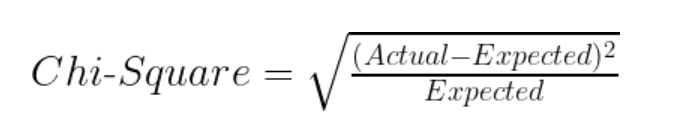 Chi-Square = √((Actual−Expected)²/Expected)